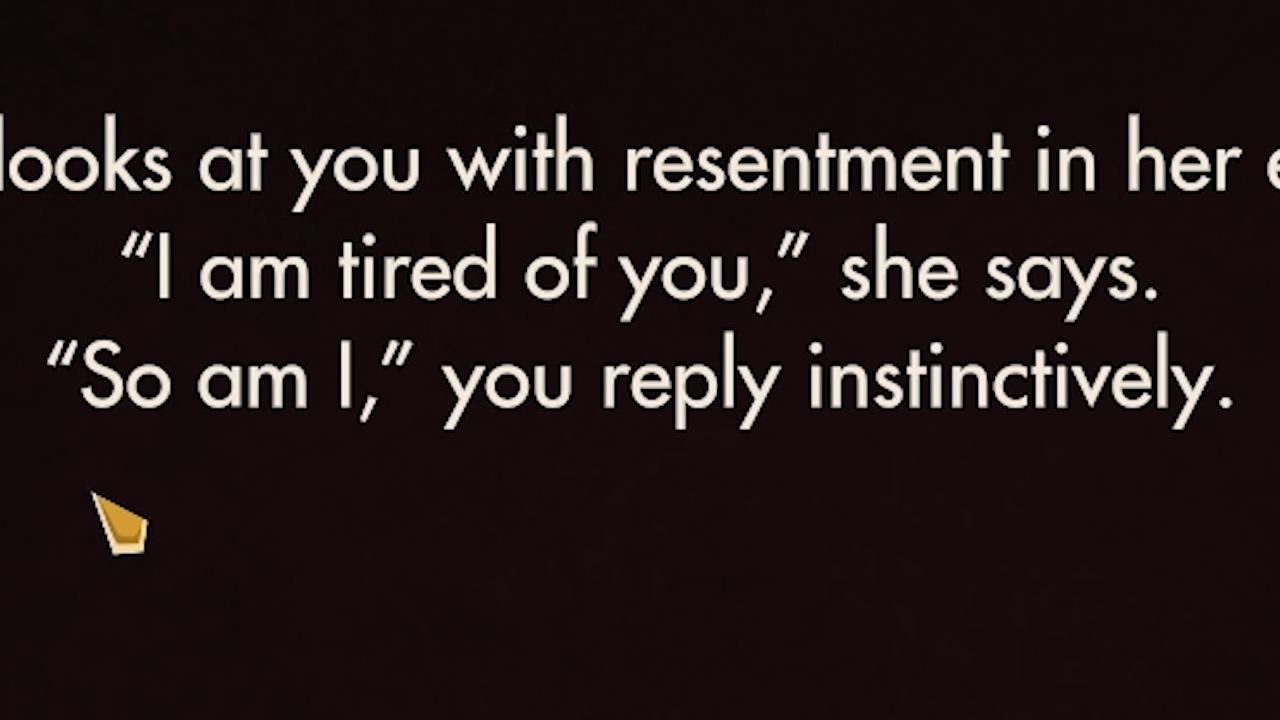 looks at you with resentment in her
“I am tired of you,” she says.
“So am I,” you reply instinctively.